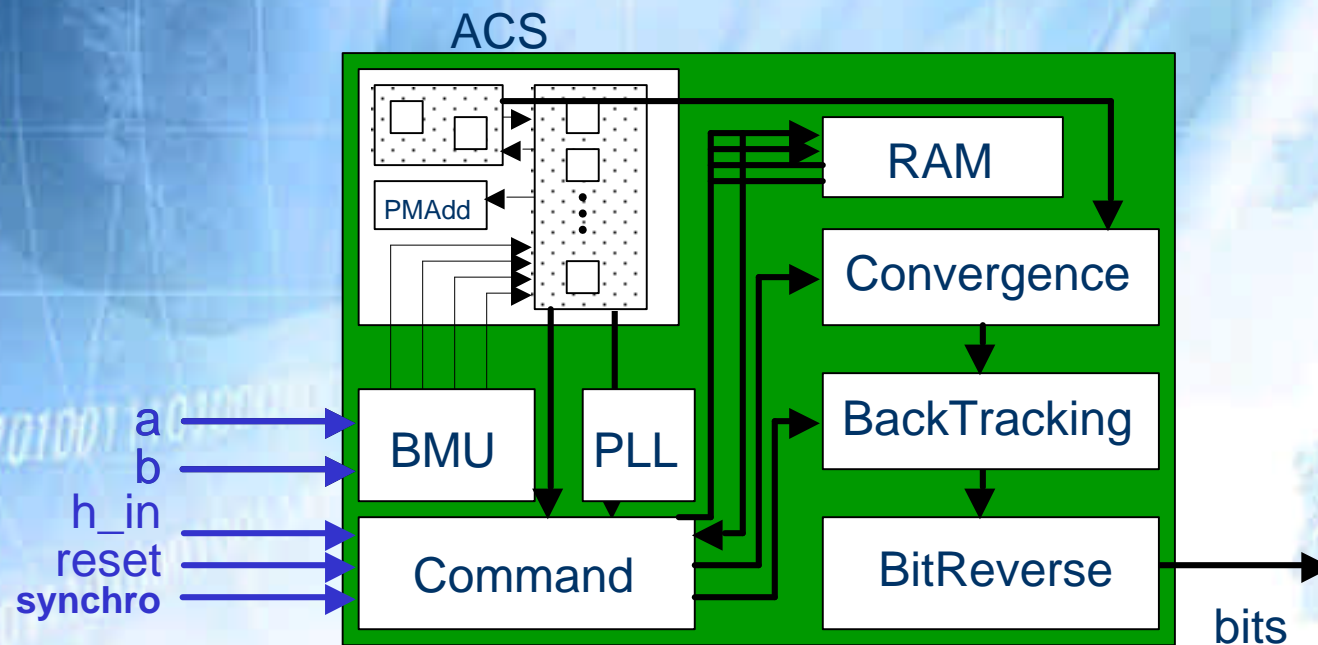 ACS
RAM
PMAdd
Convergence
a
b
BMU
PLL
BackTracking
h_in
reset
synchro
Command
BitReverse
bits